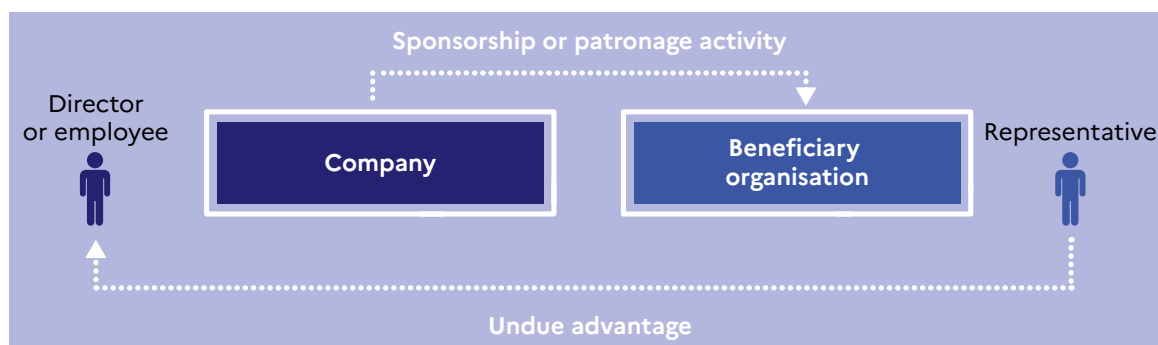 Sponsorship or patronage activity
Director
or employee
Company
Beneficiary
organisation
Representative
Undue advantage